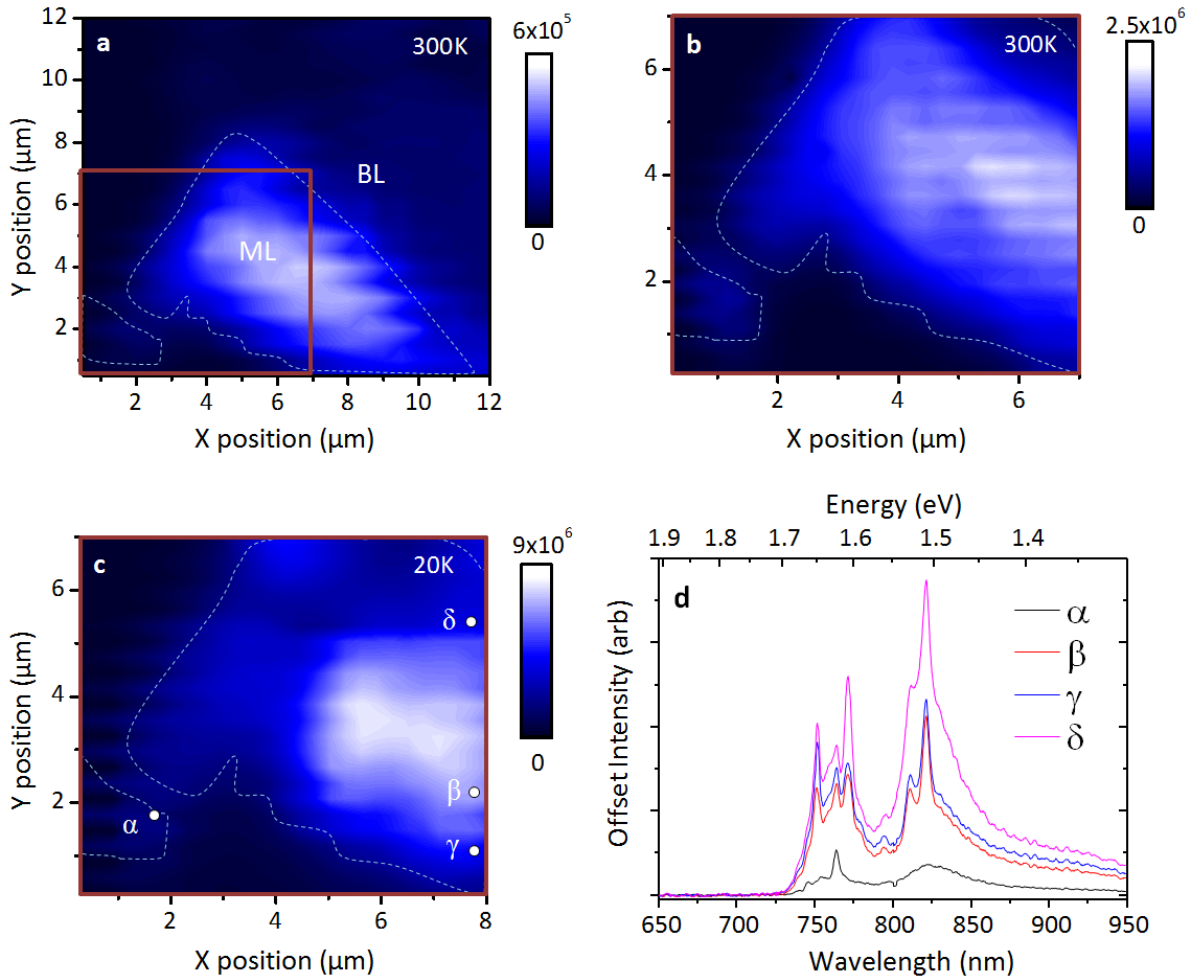 a
300K
6x10^5
0
BL
ML
12
10
8
6
4
2
Y position (µm)
2 4 6 8 10 12
X position (µm)
b
300K
2.5x10^6
0
6
4
2
2 4 6
X position (µm)
c
20K
9x10^6
0
δ
β
α
γ
6
4
2
Y position (µm)
2 4 6 8
X position (µm)
Energy (eV)
1.9 1.8 1.7 1.6 1.5 1.4
d
α
β
γ
δ
Offset Intensity (arb)
650 700 750 800 850 900 950
Wavelength (nm)